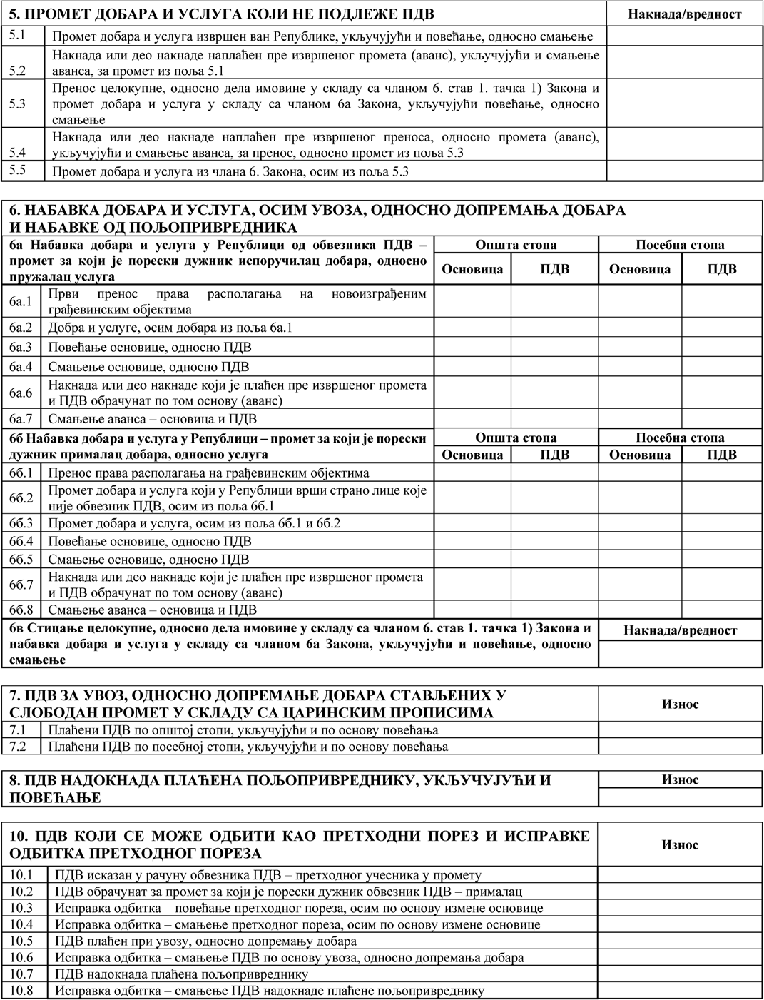 5. ПРОМЕТ ДОБАРА И УСЛУГА КОЈИ НЕ ПОДЛЕЖЕ ПДВ Накнада/вредност
5.1 Промет добара и услуга извршен ван Републике, укључујући и повећање, односно смањење
Накнада или део накнаде наплаћен пре извршеног промета (аванс), укључујући и смањење
5.2 аванса, за промет из поља 5.1
Пренос целокупне, односно дела имовине у складу са чланом 6. став 1. тачка 1) Закона и
5.3 промет добара и услуга у складу са чланом 6а Закона, укључујући повећање, односно
смањење
Накнада или део накнаде наплаћен пре извршеног преноса, односно промета (аванс),
5.4 укључујући и смањење аванса, за пренос, односно промет из поља 5.3
5.5 Промет добара и услуга из члана 6. Закона, осим из поља 5.3
6. НАБАВКА ДОБАРА И УСЛУГА, ОСИМ УВОЗА, ОДНОСНО ДОПРЕМАЊА ДОБАРА
И НАБАВКЕ ОД ПОЉОПРИВРЕДНИКА
6а Набавка добара и услуга у Републици од обвезника ПДВ – Општа стопа Посебна стопа
промет за који је порески дужник испоручилац добара, односно
пружалац услуга Основица ПДВ Основица ПДВ
6а.1 Први пренос права располагања на новоизграђеним
грађевинским објектима
6а.2 Добра и услуге, осим добара из поља 6а.1
6а.3 Повећање основице, односно ПДВ
6а.4 Смањење основице, односно ПДВ
6а.6 Накнада или део накнаде који је плаћен пре извршеног промета
и ПДВ обрачунат по том основу (аванс)
6а.7 Смањење аванса – основица и ПДВ
6б Набавка добара и услуга у Републици – промет за који је порески Општа стопа Посебна стопа
дужник прималац добара, односно услуга Основица ПДВ Основица ПДВ
6б.1 Пренос права располагања на грађевинским објектима
6б.2 Промет добара и услуга који у Републици врши страно лице које
није обвезник ПДВ, осим из поља 6б.1
6б.3 Промет добара и услуга, осим из поља 6б.1 и 6б.2
6б.4 Повећање основице, односно ПДВ
6б.5 Смањење основице, односно ПДВ
6б.7 Накнада или део накнаде који је плаћен пре извршеног промета
и ПДВ обрачунат по том основу (аванс)
6б.8 Смањење аванса – основица и ПДВ
6в Стицање целокупне, односно дела имовине у складу са чланом 6. став 1. тачка 1) Закона и Накнада/вредност
набавка добара и услуга у складу са чланом 6а Закона, укључујући и повећање, односно
смањење
7. ПДВ ЗА УВОЗ, ОДНОСНО ДОПРЕМАЊЕ ДОБАРА СТАВЉЕНИХ У Износ
СЛОБОДАН ПРОМЕТ У СКЛАДУ СА ЦАРИНСКИМ ПРОПИСИМА
7.1 Плаћени ПДВ по општој стопи, укључујући и по основу повећања
7.2 Плаћени ПДВ по посебној стопи, укључујући и по основу повећања
8. ПДВ НАДОКНАДА ПЛАЋЕНА ПОЉОПРИВРЕДНИКУ, УКЉУЧУЈУЋИ И Износ
ПОВЕЋАЊЕ
10. ПДВ КОЈИ СЕ МОЖЕ ОДБИТИ КАО ПРЕТХОДНИ ПОРЕЗ И ИСПРАВКЕ Износ
ОДБИТКА ПРЕТХОДНОГ ПОРЕЗА
10.1 ПДВ исказан у рачуну обвезника ПДВ – претходног учесника у промету
10.2 ПДВ обрачунат за промет за који је порески дужник обвезник ПДВ – прималац
10.3 Исправка одбитка – повећање претходног пореза, осим по основу измене основице
10.4 Исправка одбитка – смањење претходног пореза, осим по основу измене основице
10.5 ПДВ плаћен при увозу, односно допремању добара
10.6 Исправка одбитка – смањење ПДВ по основу увоза, односно допремања добара
10.7 ПДВ надокнада плаћена пољопривреднику
10.8 Исправка одбитка – смањење ПДВ надокнаде плаћене пољопривреднику